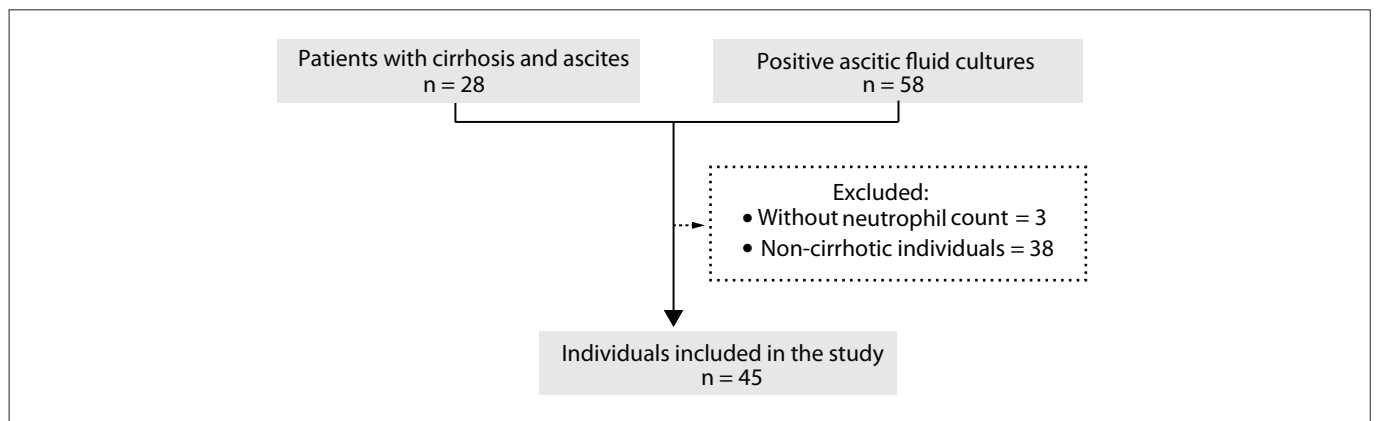 Patients with cirrhosis and ascites
n = 28
Positive ascitic fluid cultures
n = 58
Excluded:
• Without neutrophil count = 3
• Non-cirrhotic individuals = 38
Individuals included in the study
n = 45